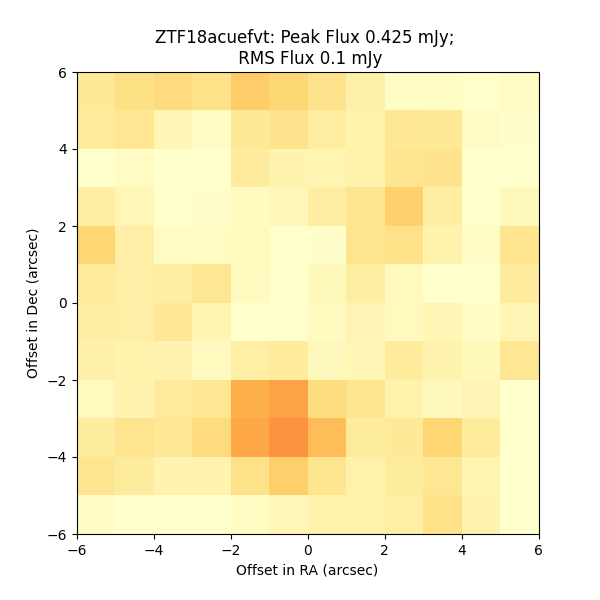 ZTF18acuefvt: Peak Flux 0.425 mJy;
RMS Flux 0.1 mJy
6
4
2
0
−2
−4
−6
Offset in Dec (arcsec)
−6 −4 −2 0 2 4 6
Offset in RA (arcsec)